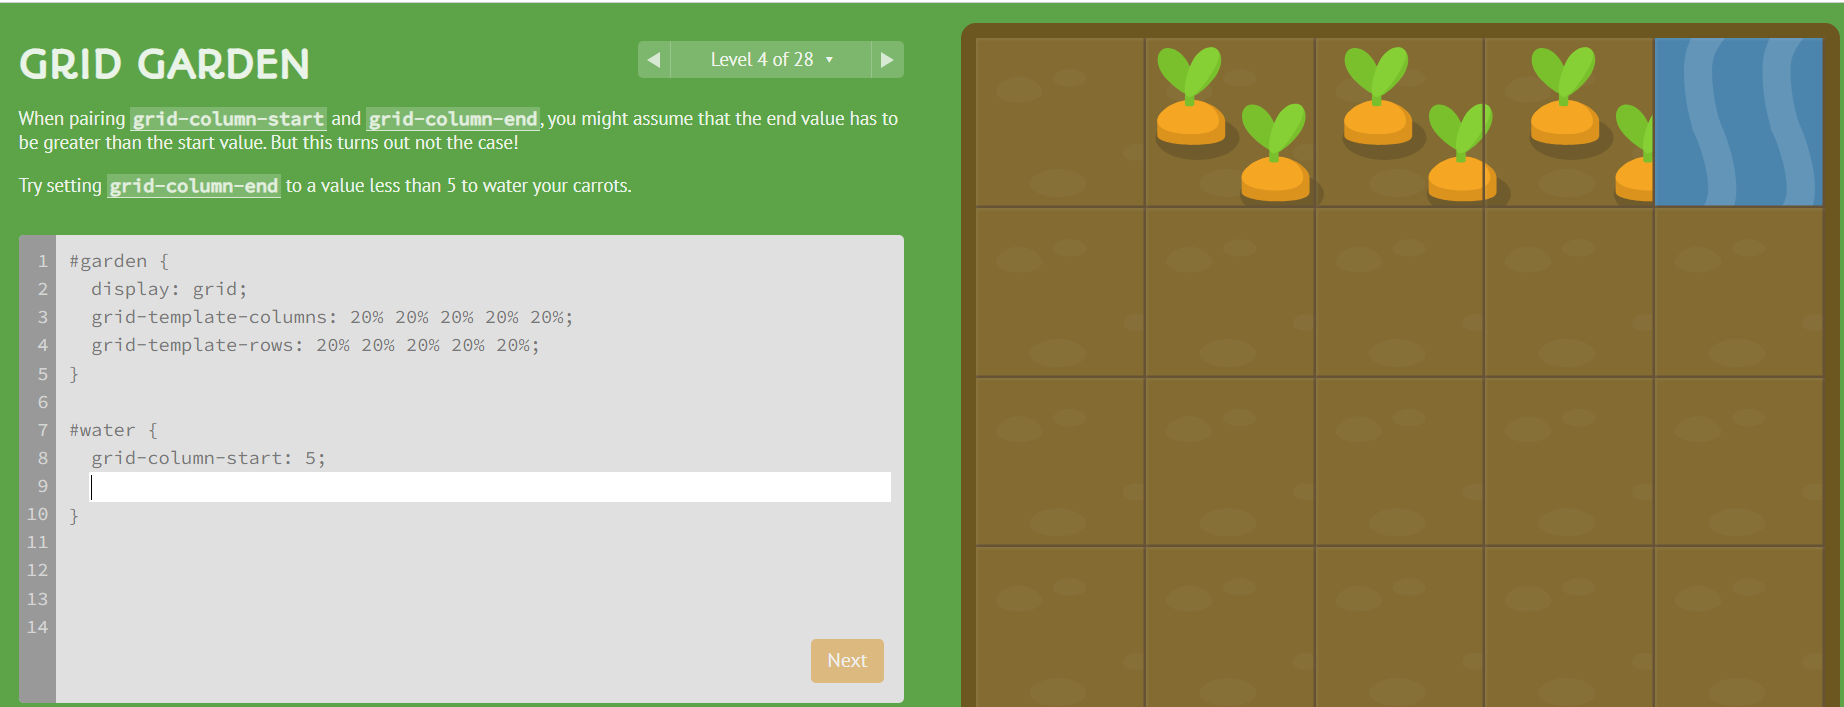 GRID GARDEN
◀ Level 4 of 28 ▼ ▶
When pairing grid-column-start and grid-column-end, you might assume that the end value has to
be greater than the start value. But this turns out not the case!
Try setting grid-column-end to a value less than 5 to water your carrots.
1 #garden {
2 display: grid;
3 grid-template-columns: 20% 20% 20% 20% 20%;
4 grid-template-rows: 20% 20% 20% 20% 20%;
5 }
6
7 #water {
8 grid-column-start: 5;
9
10 }
11
12
13
14
Next